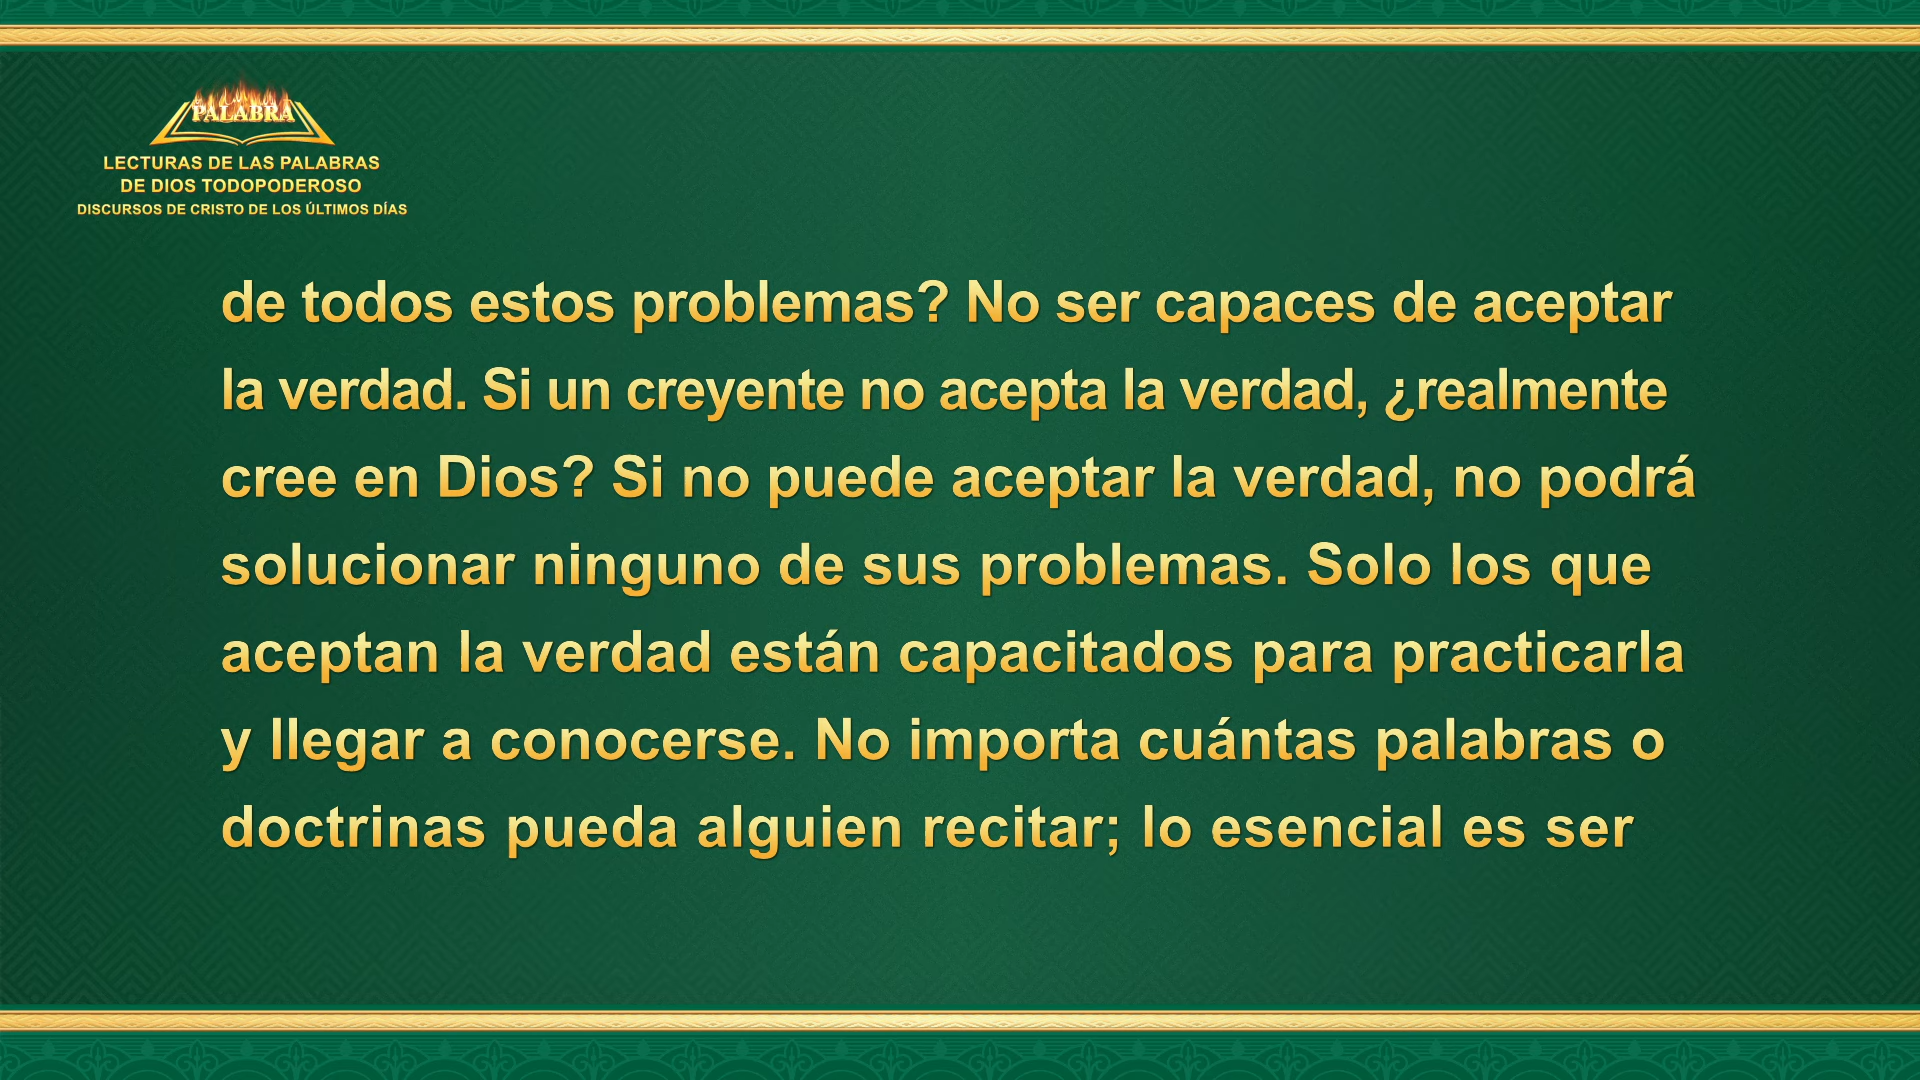 PALABRA
LECTURAS DE LAS PALABRAS
DE DIOS TODOPODEROSO
DISCURSOS DE CRISTO DE LOS ÚLTIMOS DÍAS
de todos estos problemas? No ser capaces de aceptar
la verdad. Si un creyente no acepta la verdad, ¿realmente
cree en Dios? Si no puede aceptar la verdad, no podrá
solucionar ninguno de sus problemas. Solo los que
aceptan la verdad están capacitados para practicarla
y llegar a conocerse. No importa cuántas palabras o
doctrinas pueda alguien recitar; lo esencial es ser